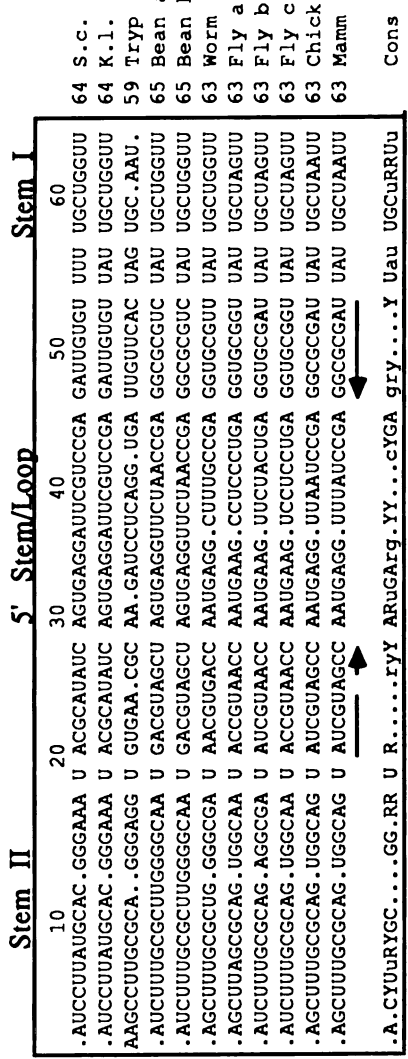 Stem II 5' Stem/Loop Stem I
10 20 30 40 50 60
.AUCCUUAUGCAC.GGGAAA U ACGCAUAUC AGUGAGGAUUCGUCCGA GAUUGUGU UUU UGCUGGUU 64 S.c.
.AUCCUUAUGCAC.GGGAAA U ACGCAUAUC AGUGAGGAUUCGUCCGA GAUUGUGU UAU UGCUGGUU 64 K.l.
AAGCCUUGCGCA..GGGAGG U GUGAA.CGC AA.GAUCCUCAGG.UGA UUGUUCAC UAG UGC.AAU. 59 Tryp
.AUCUUUGCGCUUGGGGCAA U GACGUAGCU AGUGAGGUUCUAACCGA GGCGCGUC UAU UGCUGGUU 65 Bean
.AUCUUUGCGCUUGGGGCAA U GACGUAGCU AGUGAGGUUCUAACCGA GGCGCGUC UAU UGCUGGUU 65 Bean
.AGCUUUGCGCUG.GGGCGA U AACGUGACC AAUGAGG.CUUUGCCGA GGUGCGUU UAU UGCUGGUU 63 Worm
.AUCUUAGCGCAG.UGGCAA U ACCGUAACC AAUGAAG.CCUCCCUGA GGUGCGGU UAU UGCUAGUU 63 Fly a
.AUCUUUGCGCAG.AGGCGA U AUCGUAACC AAUGAAG.UUCUACUGA GGUGCGAU UAU UGCUAGUU 63 Fly b
.AUCUUUGCGCAG.UGGCAA U ACCGUAACC AAUGAAG.UCCUCCUGA GGUGCGGU UAU UGCUAGUU 63 Fly c
.AGCUUUGCGCAG.UGGCAG U AUCGUAGCC AAUGAGG.UUAAUCCGA GGCGCGAU UAU UGCUAAUU 63 Chick
.AGCUUUGCGCAG.UGGCAG U AUCGUAGCC AAUGAGG.UUUAUCCGA GGCGCGAU UAU UGCUAAUU 63 Mamm
.A.CYUuRYGC....GG.RR U R.....ryY ARuGArg.YY...cYGA gry....Y Uau UGCuRRUu Cons